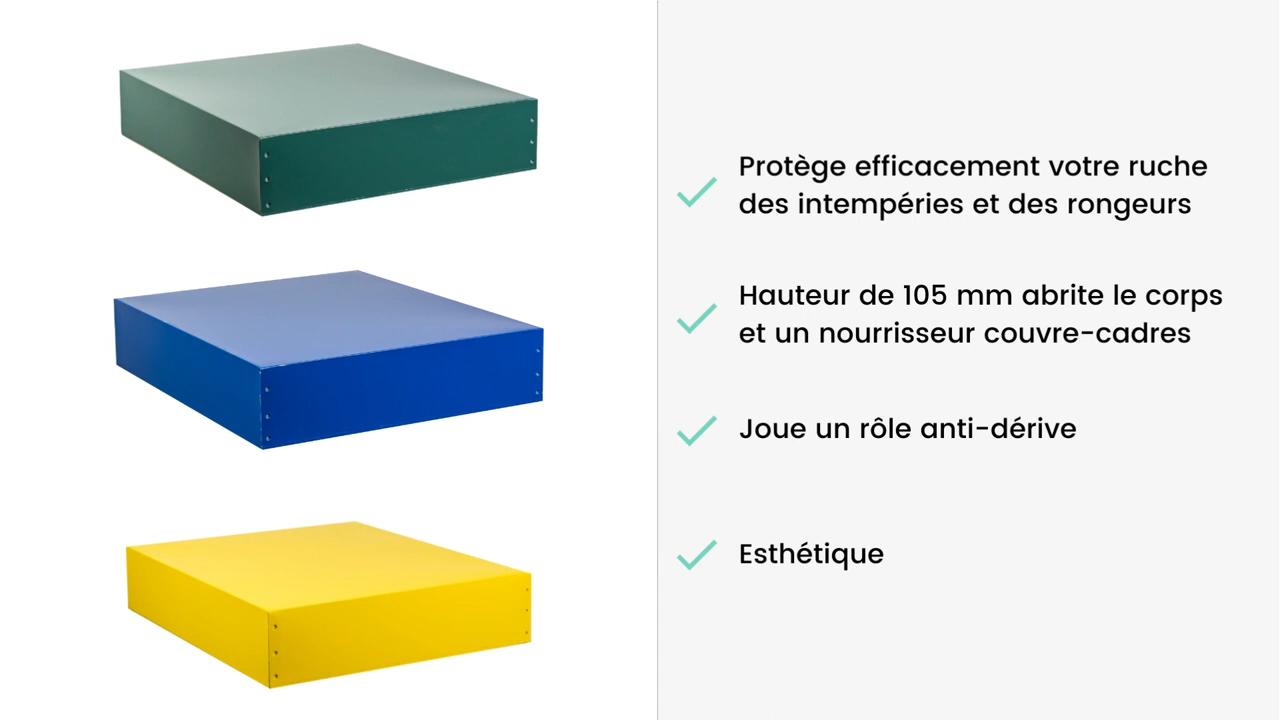 Protège efficacement votre ruche
des intempéries et des rongeurs
Hauteur de 105 mm abrite le corps
et un nourrisseur couvre-cadres
Joue un rôle anti-dérive
Esthétique